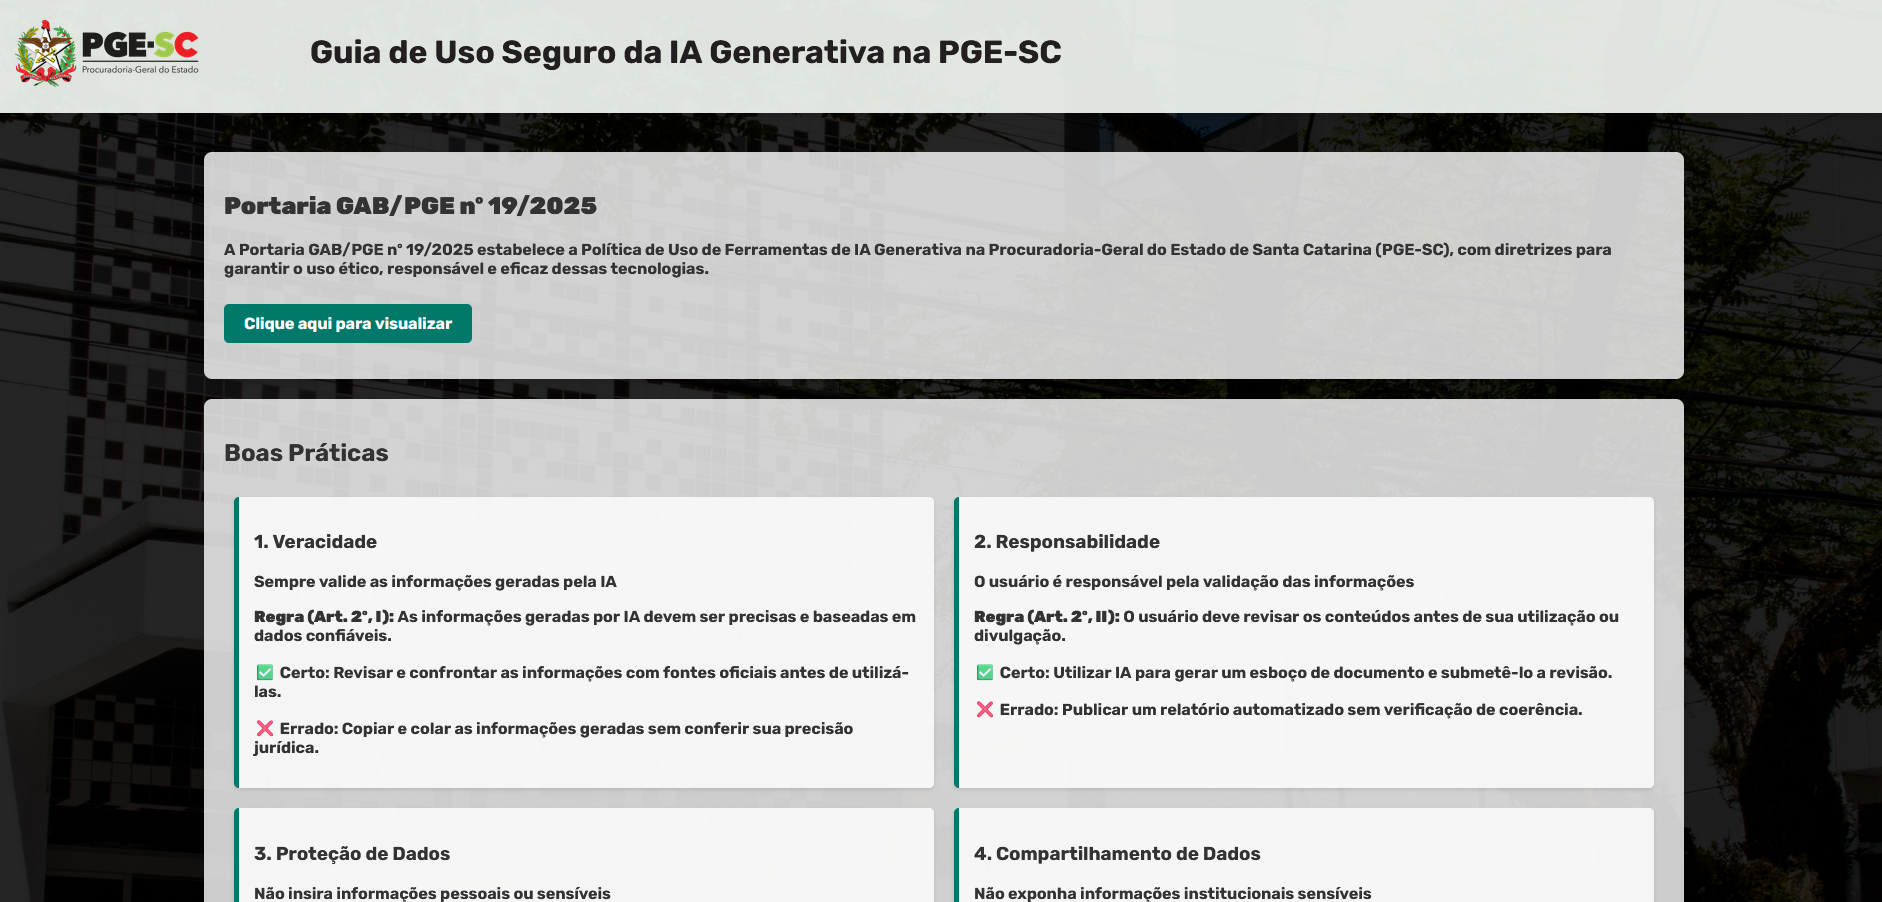 PGE-SC
Procuradoria-Geral do Estado
Guia de Uso Seguro da IA Generativa na PGE-SC
Portaria GAB/PGE nº 19/2025
A Portaria GAB/PGE nº 19/2025 estabelece a Política de Uso de Ferramentas de IA Generativa na Procuradoria-Geral do Estado de Santa Catarina (PGE-SC), com diretrizes para
garantir o uso ético, responsável e eficaz dessas tecnologias.
Clique aqui para visualizar
Boas Práticas
1. Veracidade
Sempre valide as informações geradas pela IA
Regra (Art. 2º, I): As informações geradas por IA devem ser precisas e baseadas em
dados confiáveis.
✅ Certo: Revisar e confrontar as informações com fontes oficiais antes de utilizá-
las.
❌ Errado: Copiar e colar as informações geradas sem conferir sua precisão
jurídica.
2. Responsabilidade
O usuário é responsável pela validação das informações
Regra (Art. 2º, II): O usuário deve revisar os conteúdos antes de sua utilização ou
divulgação.
✅ Certo: Utilizar IA para gerar um esboço de documento e submetê-lo a revisão.
❌ Errado: Publicar um relatório automatizado sem verificação de coerência.
3. Proteção de Dados
Não insira informações pessoais ou sensíveis
4. Compartilhamento de Dados
Não exponha informações institucionais sensíveis